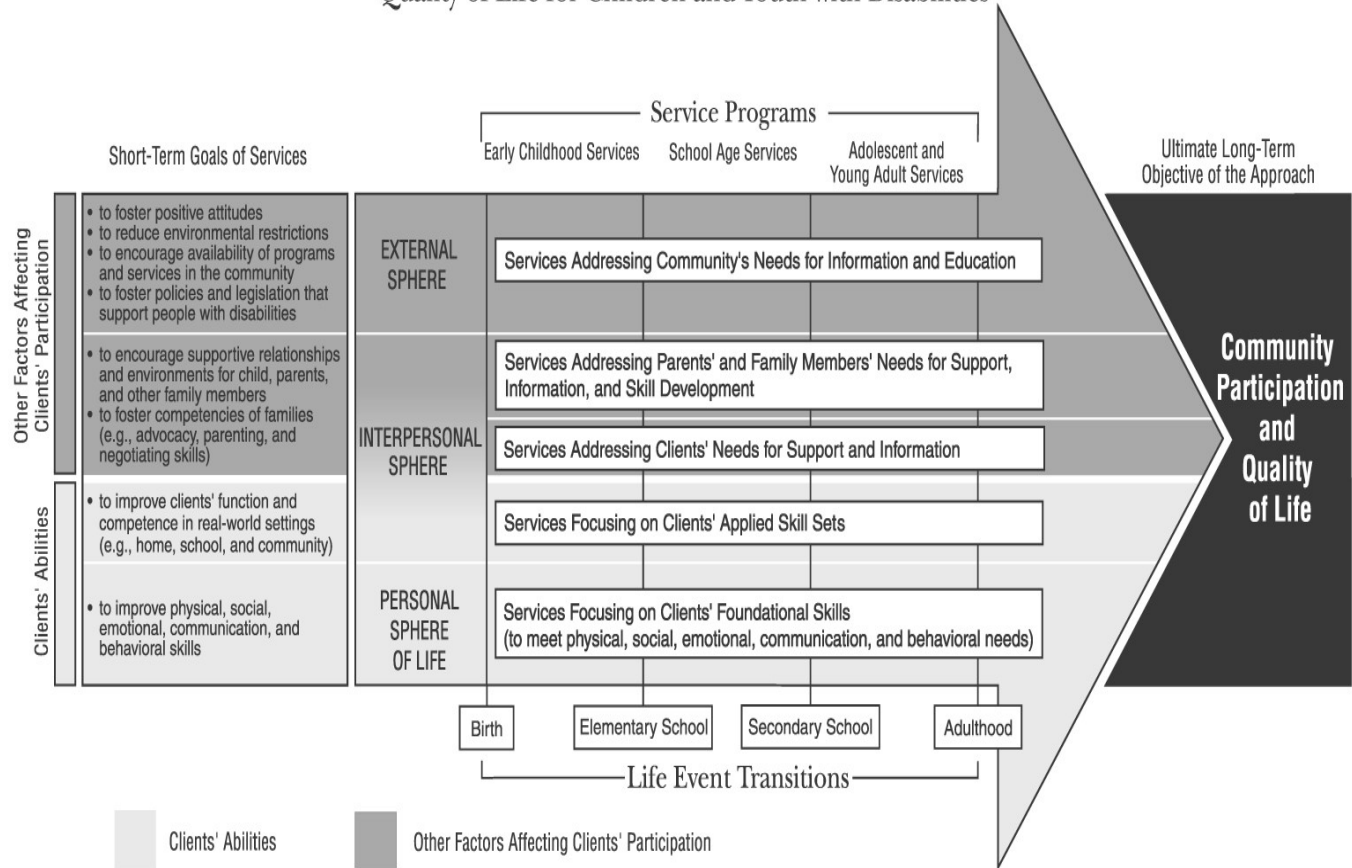 Quality of Life for Children and Youth with Disabilities
Service Programs
Short-Term Goals of Services
Early Childhood Services
School Age Services
Adolescent and
Young Adult Services
Ultimate Long-Term
Objective of the Approach
Other Factors Affecting
Clients' Participation
• to foster positive attitudes
• to reduce environmental restrictions
• to encourage availability of programs
and services in the community
• to foster policies and legislation that
support people with disabilities
EXTERNAL
SPHERE
Services Addressing Community's Needs for Information and Education
• to encourage supportive relationships
and environments for child, parents,
and other family members
• to foster competencies of families
(e.g., advocacy, parenting, and
negotiating skills)
INTERPERSONAL
SPHERE
Services Addressing Parents' and Family Members' Needs for Support,
Information, and Skill Development
Services Addressing Clients' Needs for Support and Information
Clients' Abilities
• to improve clients' function and
competence in real-world settings
(e.g., home, school, and community)
Services Focusing on Clients' Applied Skill Sets
• to improve physical, social,
emotional, communication, and
behavioral skills
PERSONAL
SPHERE
OF LIFE
Services Focusing on Clients' Foundational Skills
(to meet physical, social, emotional, communication, and behavioral needs)
Community
Participation
and
Quality
of Life
Birth
Elementary School
Secondary School
Adulthood
Life Event Transitions
Clients' Abilities
Other Factors Affecting Clients' Participation